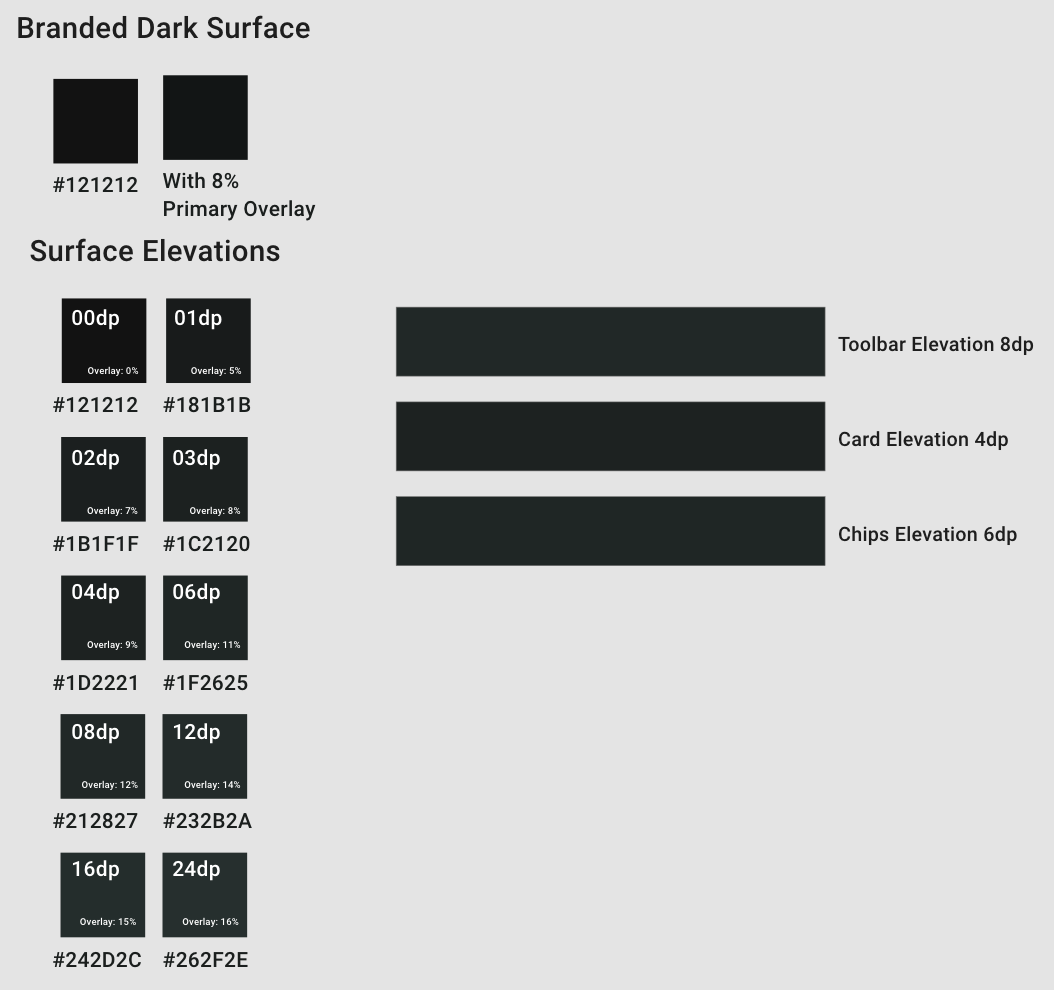 Branded Dark Surface
#121212
With 8%
Primary Overlay
Surface Elevations
00dp
Overlay: 0%
#121212
01dp
Overlay: 5%
#181B1B
02dp
Overlay: 7%
#1B1F1F
03dp
Overlay: 8%
#1C2120
04dp
Overlay: 9%
#1D2221
06dp
Overlay: 11%
#1F2625
08dp
Overlay: 12%
#212827
12dp
Overlay: 14%
#232B2A
16dp
Overlay: 15%
#242D2C
24dp
Overlay: 16%
#262F2E
Toolbar Elevation 8dp
Card Elevation 4dp
Chips Elevation 6dp